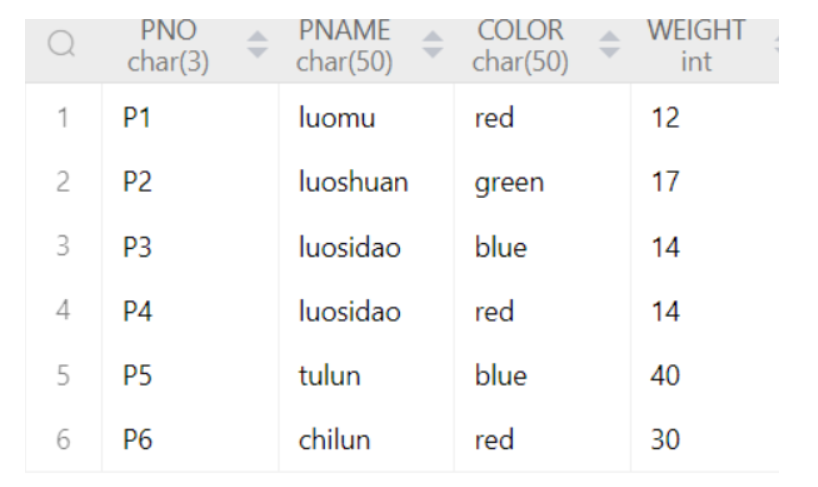 PNO PNAME COLOR WEIGHT
char(3) char(50) char(50) int
1 P1 luomu red 12
2 P2 luoshuan green 17
3 P3 luosidao blue 14
4 P4 luosidao red 14
5 P5 tulun blue 40
6 P6 chilun red 30